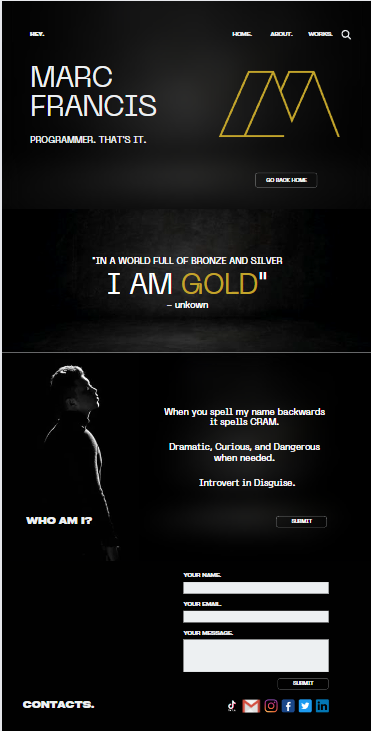 HEY.
HOME. ABOUT. WORKS.
MARC
FRANCIS
PROGRAMMER. THAT'S IT.
GO BACK HOME
"IN A WORLD FULL OF BRONZE AND SILVER
I AM GOLD"
– unkown
When you spell my name backwards
it spells CRAM.
Dramatic, Curious, and Dangerous
when needed.
Introvert in Disguise.
WHO AM I?
SUBMIT
YOUR NAME.
YOUR EMAIL.
YOUR MESSAGE.
SUBMIT
CONTACTS.